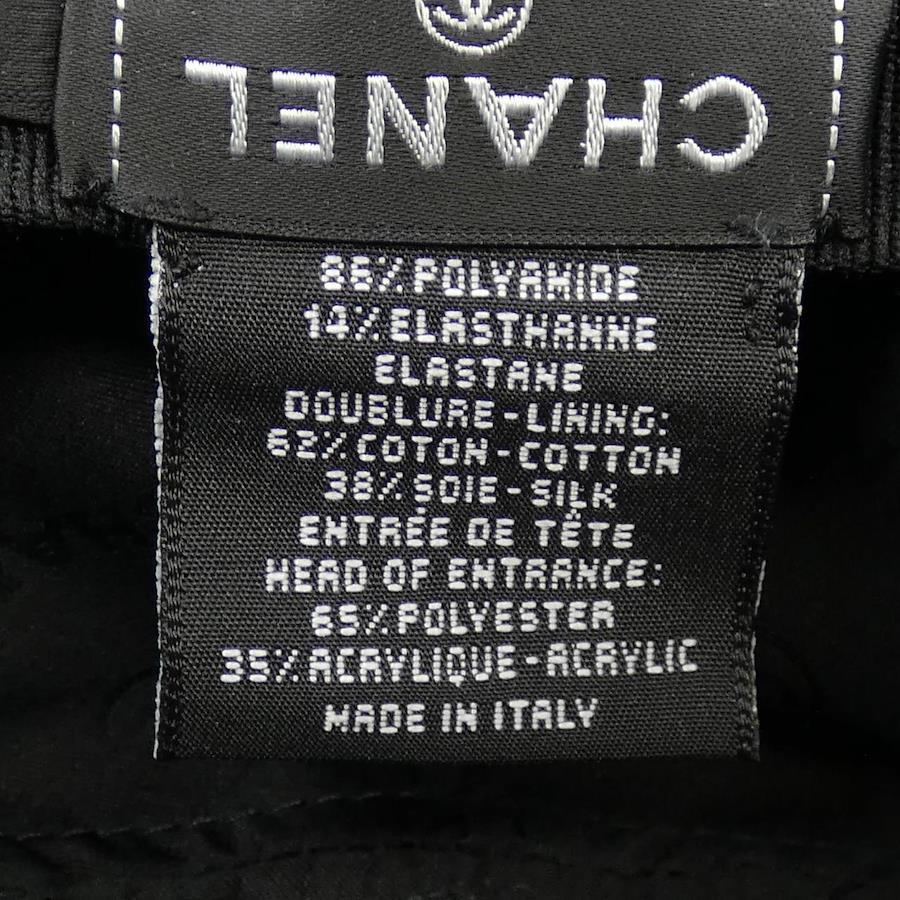 CHANEL
86% POLYAMIDE
14% ELASTHANNE
ELASTANE
DOUBLURE - LINING:
62% COTON - COTTON
38% SOIE - SILK
ENTRÉE DE TÊTE
HEAD OF ENTRANCE:
65% POLYESTER
35% ACRYLIQUE - ACRYLIC
MADE IN ITALY